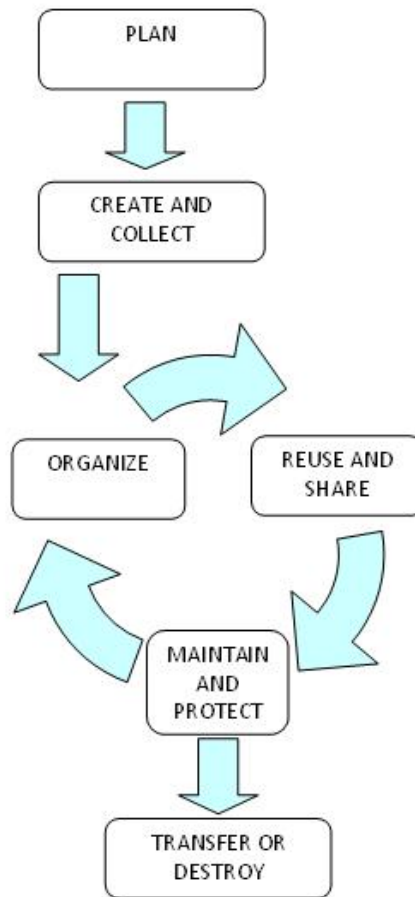 PLAN
CREATE AND
COLLECT
ORGANIZE
REUSE AND
SHARE
MAINTAIN
AND
PROTECT
TRANSFER OR
DESTROY